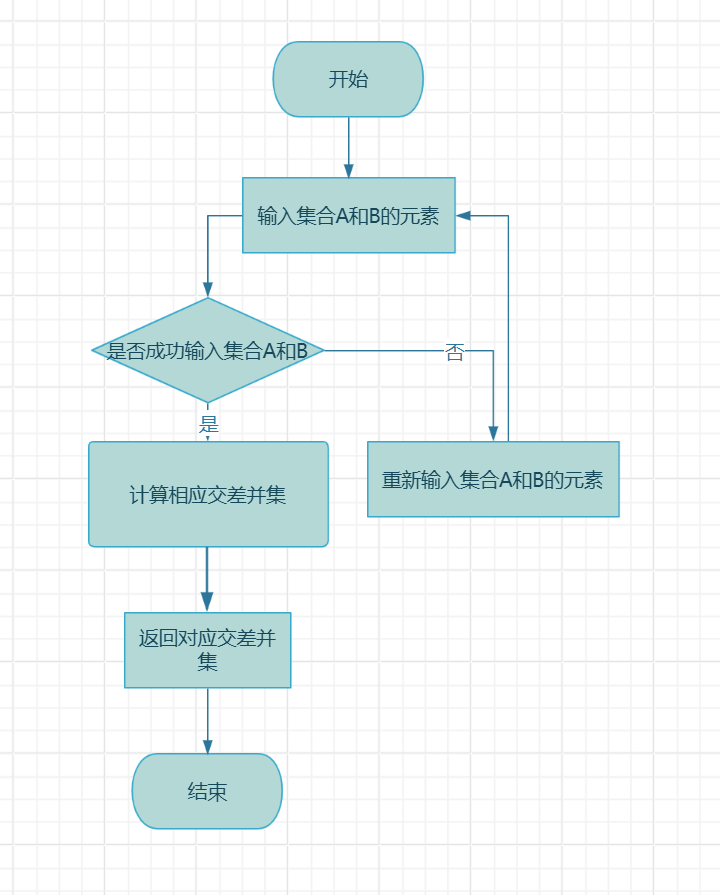 开始
输入集合A和B的元素
是否成功输入集合A和B
否
是
计算相应交差并集
重新输入集合A和B的元素
返回对应交差并
集
结束